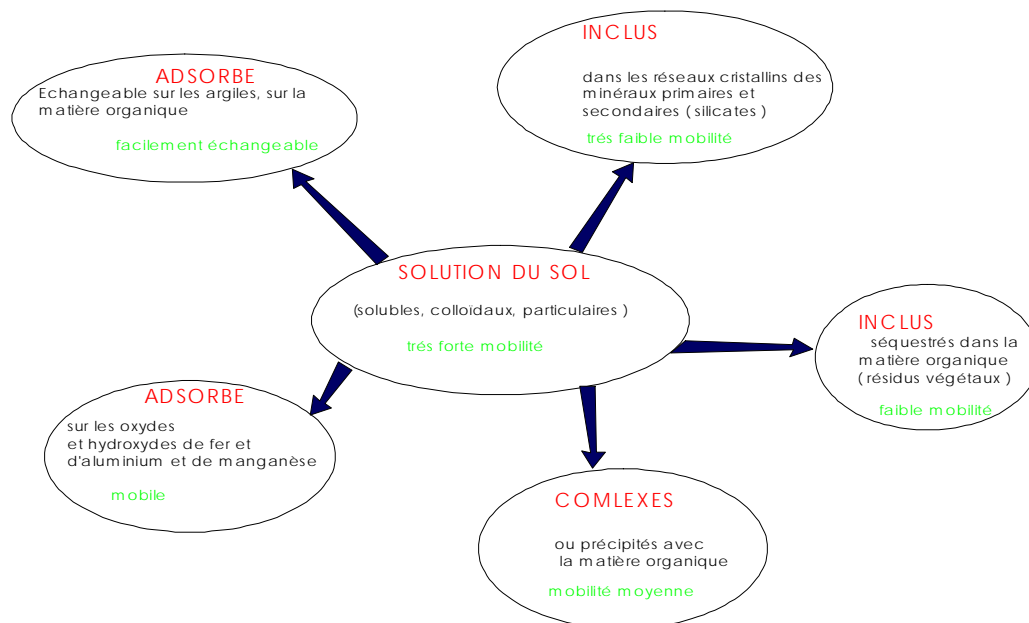 ADSORBE
Echangeable sur les argiles, sur la
matière organique
facilement échangeable
INCLUS
dans les réseaux cristallins des
minéraux primaires et
secondaires ( silicates )
trés faible mobilité
SOLUTION DU SOL
(solubles, colloïdaux, particulaires )
trés forte mobilité
INCLUS
séquestrés dans la
matière organique
( résidus végétaux )
faible mobilité
ADSORBE
sur les oxydes
et hydroxydes de fer et
d'aluminium et de manganèse
mobile
COMLEXES
ou précipités avec
la matière organique
mobilité moyenne